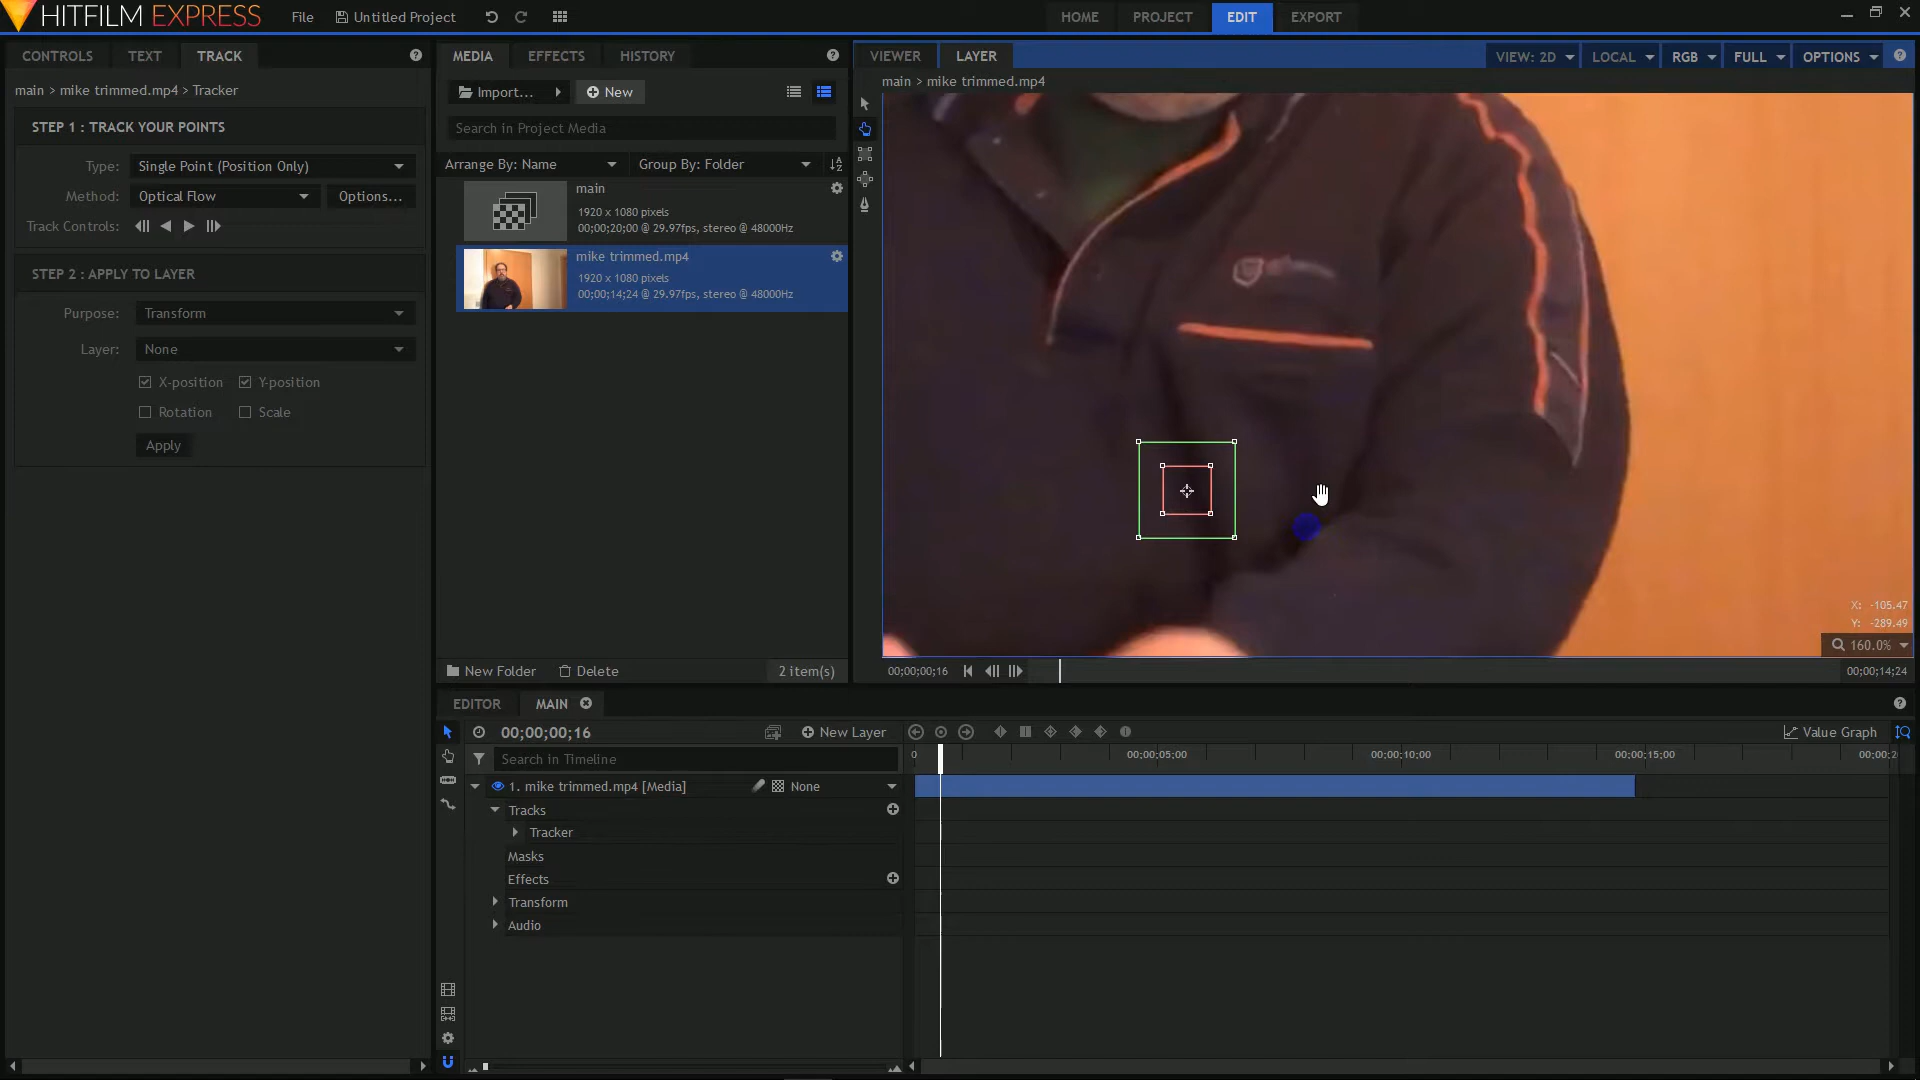 HITFILM EXPRESS
File
Untitled Project
HOME
PROJECT
EDIT
EXPORT
CONTROLS
TEXT
TRACK
main > mike trimmed.mp4 > Tracker
STEP 1 : TRACK YOUR POINTS
Type: Single Point (Position Only)
Method: Optical Flow Options...
Track Controls:
STEP 2 : APPLY TO LAYER
Purpose: Transform
Layer: None
X-position Y-position
Rotation Scale
Apply
MEDIA
EFFECTS
HISTORY
Import...
New
Search in Project Media
Arrange By: Name
Group By: Folder
main
1920 x 1080 pixels
00;00;20;00 @ 29.97fps, stereo @ 48000Hz
mike trimmed.mp4
1920 x 1080 pixels
00;00;14;24 @ 29.97fps, stereo @ 48000Hz
New Folder
Delete
2 item(s)
VIEWER
LAYER
VIEW: 2D
LOCAL
RGB
FULL
OPTIONS
main > mike trimmed.mp4
X: -105.47
Y: -289.49
160.0%
00;00;00;16
00;00;14;24
EDITOR
MAIN
00;00;00;16
New Layer
Value Graph
Search in Timeline
0
00;00;05;00
00;00;10;00
00;00;15;00
00;00;2
1. mike trimmed.mp4 [Media]
None
Tracks
Tracker
Masks
Effects
Transform
Audio